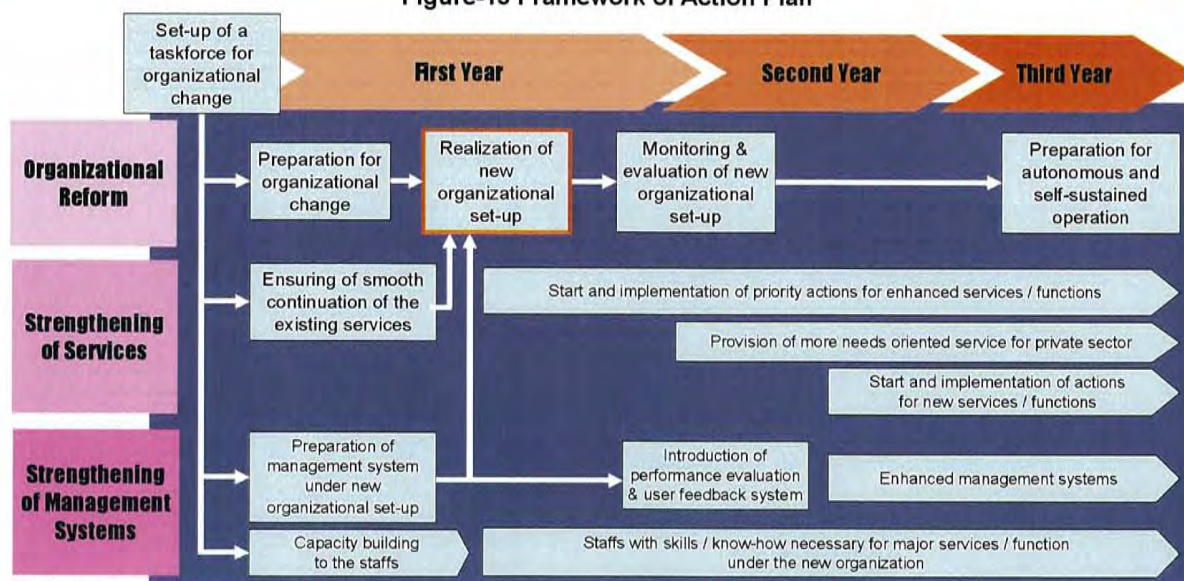 Figure-13 Framework of Action Plan
Set-up of a
taskforce for
organizational
change
First Year
Second Year
Third Year
Organizational
Reform
Preparation for
organizational
change
Realization of
new
organizational
set-up
Monitoring &
evaluation of new
organizational
set-up
Preparation for
autonomous and
self-sustained
operation
Strengthening
of Services
Ensuring of smooth
continuation of the
existing services
Start and implementation of priority actions for enhanced services / functions
Provision of more needs oriented service for private sector
Start and implementation of actions
for new services / functions
Strengthening
of Management
Systems
Preparation of
management system
under new
organizational set-up
Introduction of
performance evaluation
& user feedback system
Enhanced management systems
Capacity building
to the staffs
Staffs with skills / know-how necessary for major services / function
under the new organization